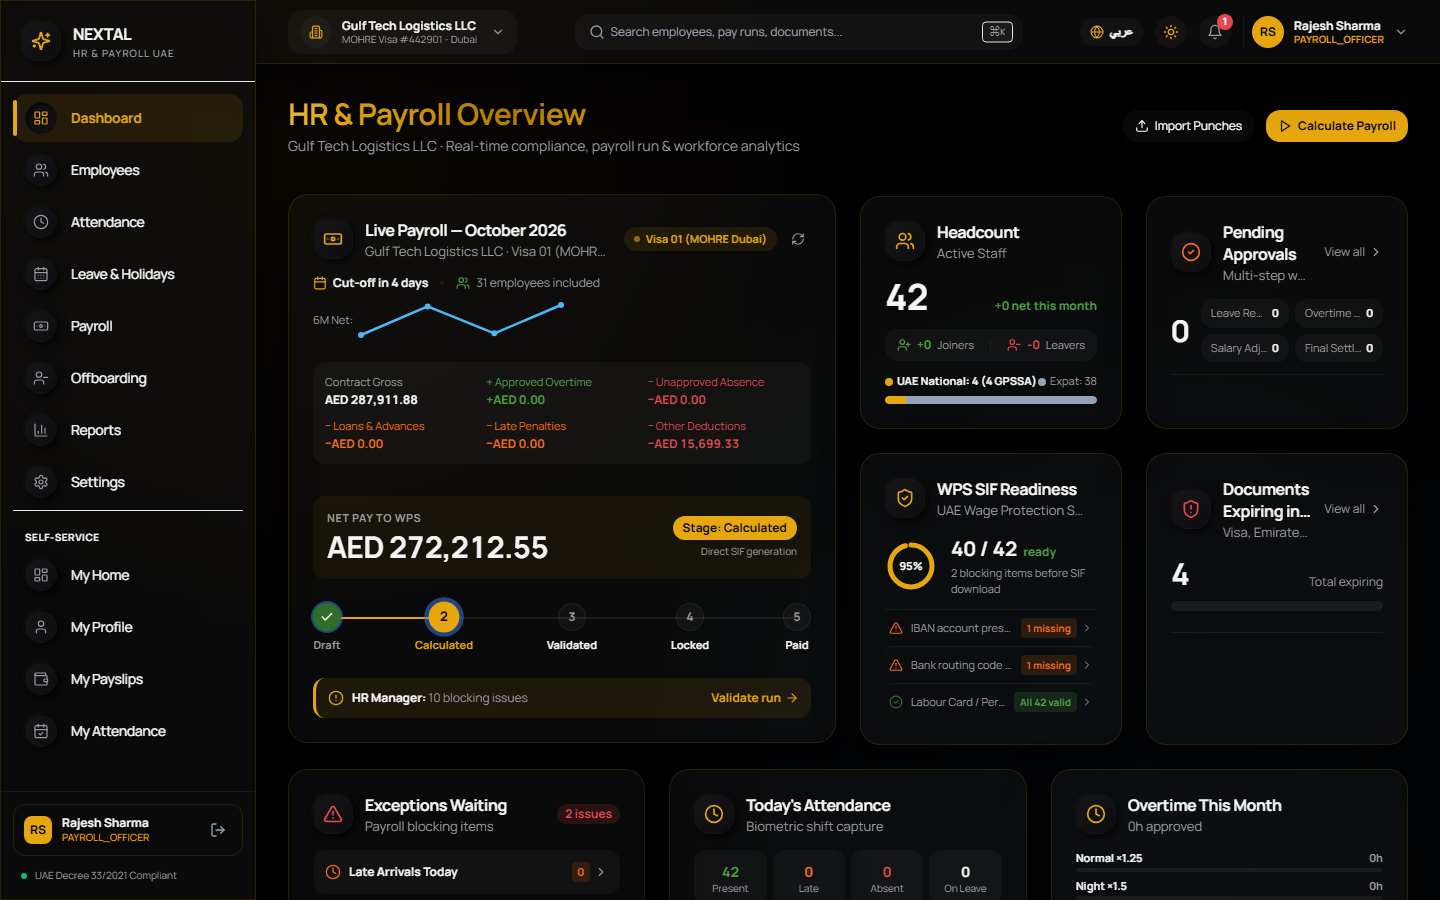 NEXTAL
HR & PAYROLL UAE
Dashboard
Employees
Attendance
Leave & Holidays
Payroll
Offboarding
Reports
Settings
SELF-SERVICE
My Home
My Profile
My Payslips
My Attendance
RS
Rajesh Sharma
PAYROLL_OFFICER
UAE Decree 33/2021 Compliant
Gulf Tech Logistics LLC
MOHRE Visa #442901 - Dubai
Search employees, pay runs, documents...
⌘K
عربي
1
RS
Rajesh Sharma
PAYROLL_OFFICER
HR & Payroll Overview
Gulf Tech Logistics LLC · Real-time compliance, payroll run & workforce analytics
Import Punches
Calculate Payroll
Live Payroll — October 2026
Gulf Tech Logistics LLC · Visa 01 (MOHR...
Visa 01 (MOHRE Dubai)
Cut-off in 4 days · 31 employees included
6M Net:
Contract Gross
AED 287,911.88
+ Approved Overtime
+AED 0.00
− Unapproved Absence
−AED 0.00
− Loans & Advances
−AED 0.00
− Late Penalties
−AED 0.00
− Other Deductions
−AED 15,699.33
NET PAY TO WPS
AED 272,212.55
Stage: Calculated
Direct SIF generation
2
3
4
5
Draft
Calculated
Validated
Locked
Paid
HR Manager: 10 blocking issues
Validate run →
Headcount
Active Staff
42
+0 net this month
+0 Joiners
-0 Leavers
UAE National: 4 (4 GPSSA)
Expat: 38
Pending Approvals
Multi-step w...
View all
0
Leave Re... 0
Overtime ... 0
Salary Adj... 0
Final Settl... 0
WPS SIF Readiness
UAE Wage Protection S...
95%
40 / 42 ready
2 blocking items before SIF download
IBAN account pres... 1 missing
Bank routing code ... 1 missing
Labour Card / Per... All 42 valid
Documents Expiring in...
Visa, Emirate...
View all
4
Total expiring
Exceptions Waiting
Payroll blocking items
2 issues
Late Arrivals Today
0
Today's Attendance
Biometric shift capture
42
Present
0
Late
0
Absent
0
On Leave
Overtime This Month
0h approved
Normal ×1.25
0h
Night ×1.5
0h